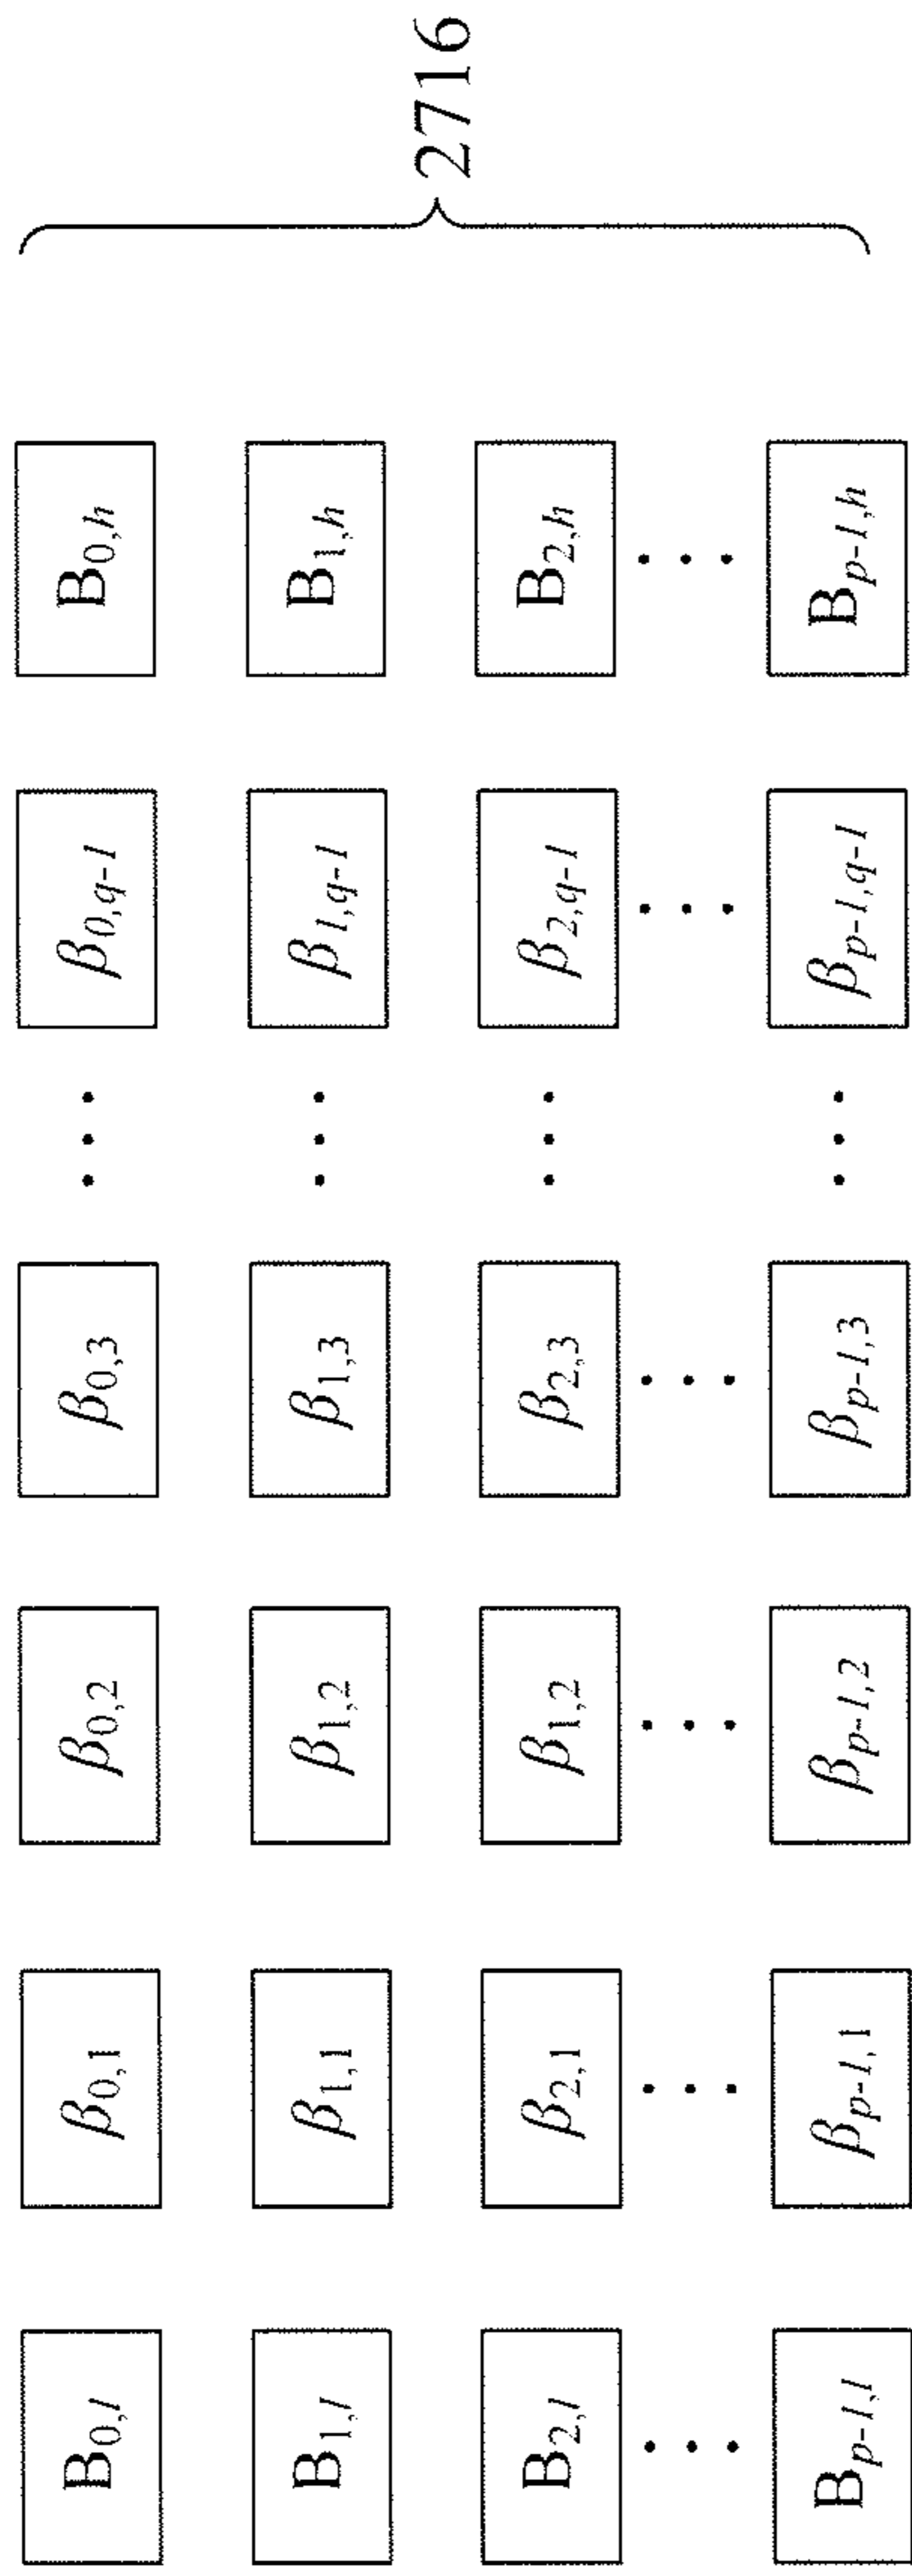 B0,l β0,1 β0,2 β0,3 ... β0,q-1 B0,h
B1,l β1,1 β1,2 β1,3 ... β1,q-1 B1,h
2716
B2,l β2,1 β1,2 β2,3 ... β2,q-1 B2,h
Bp-1,l βp-1,1 βp-1,2 βp-1,3 ... βp-1,q-1 Bp-1,h